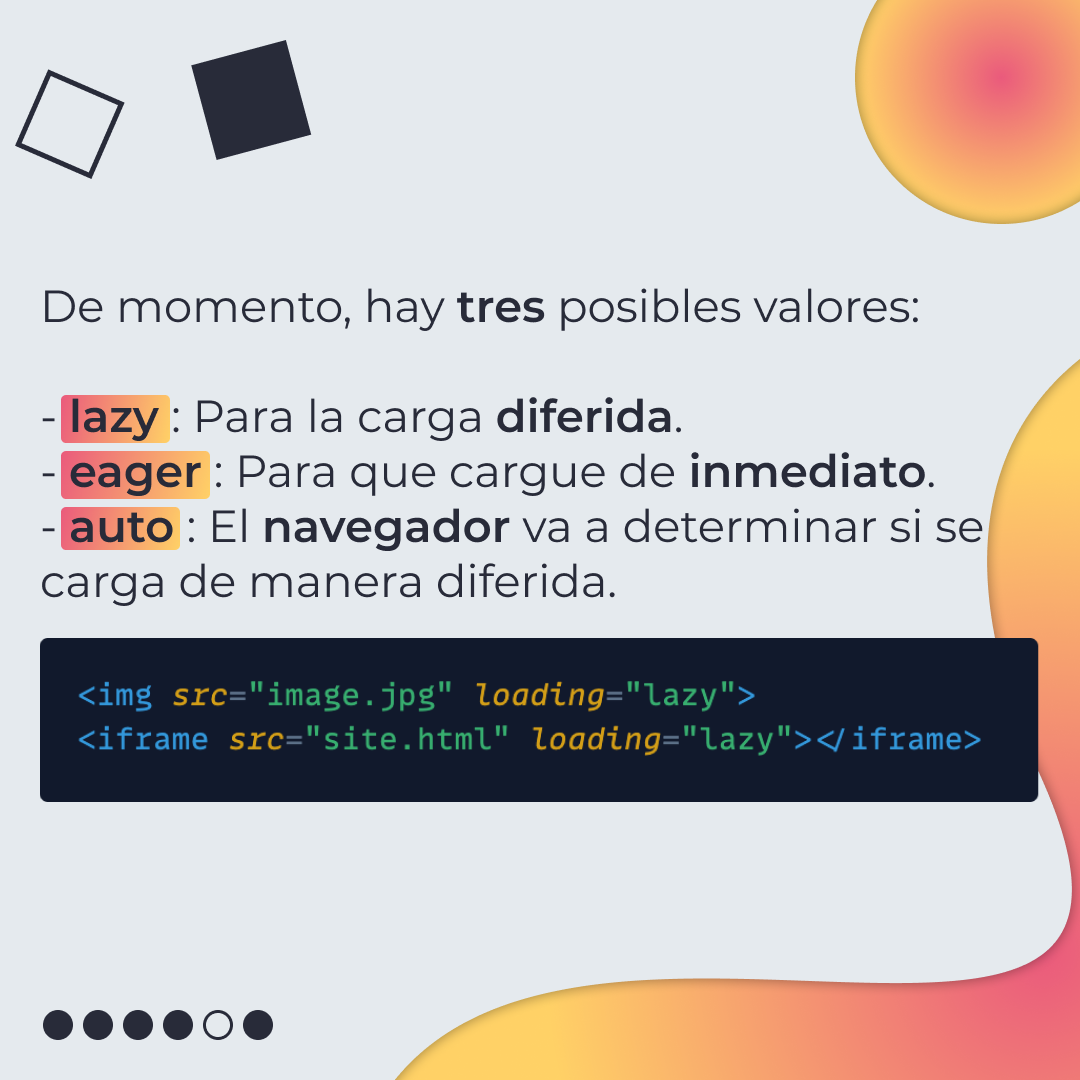 De momento, hay tres posibles valores:
- lazy : Para la carga diferida.
- eager : Para que cargue de inmediato.
- auto : El navegador va a determinar si se
carga de manera diferida.
<img src="image.jpg" loading="lazy">
<iframe src="site.html" loading="lazy"></iframe>